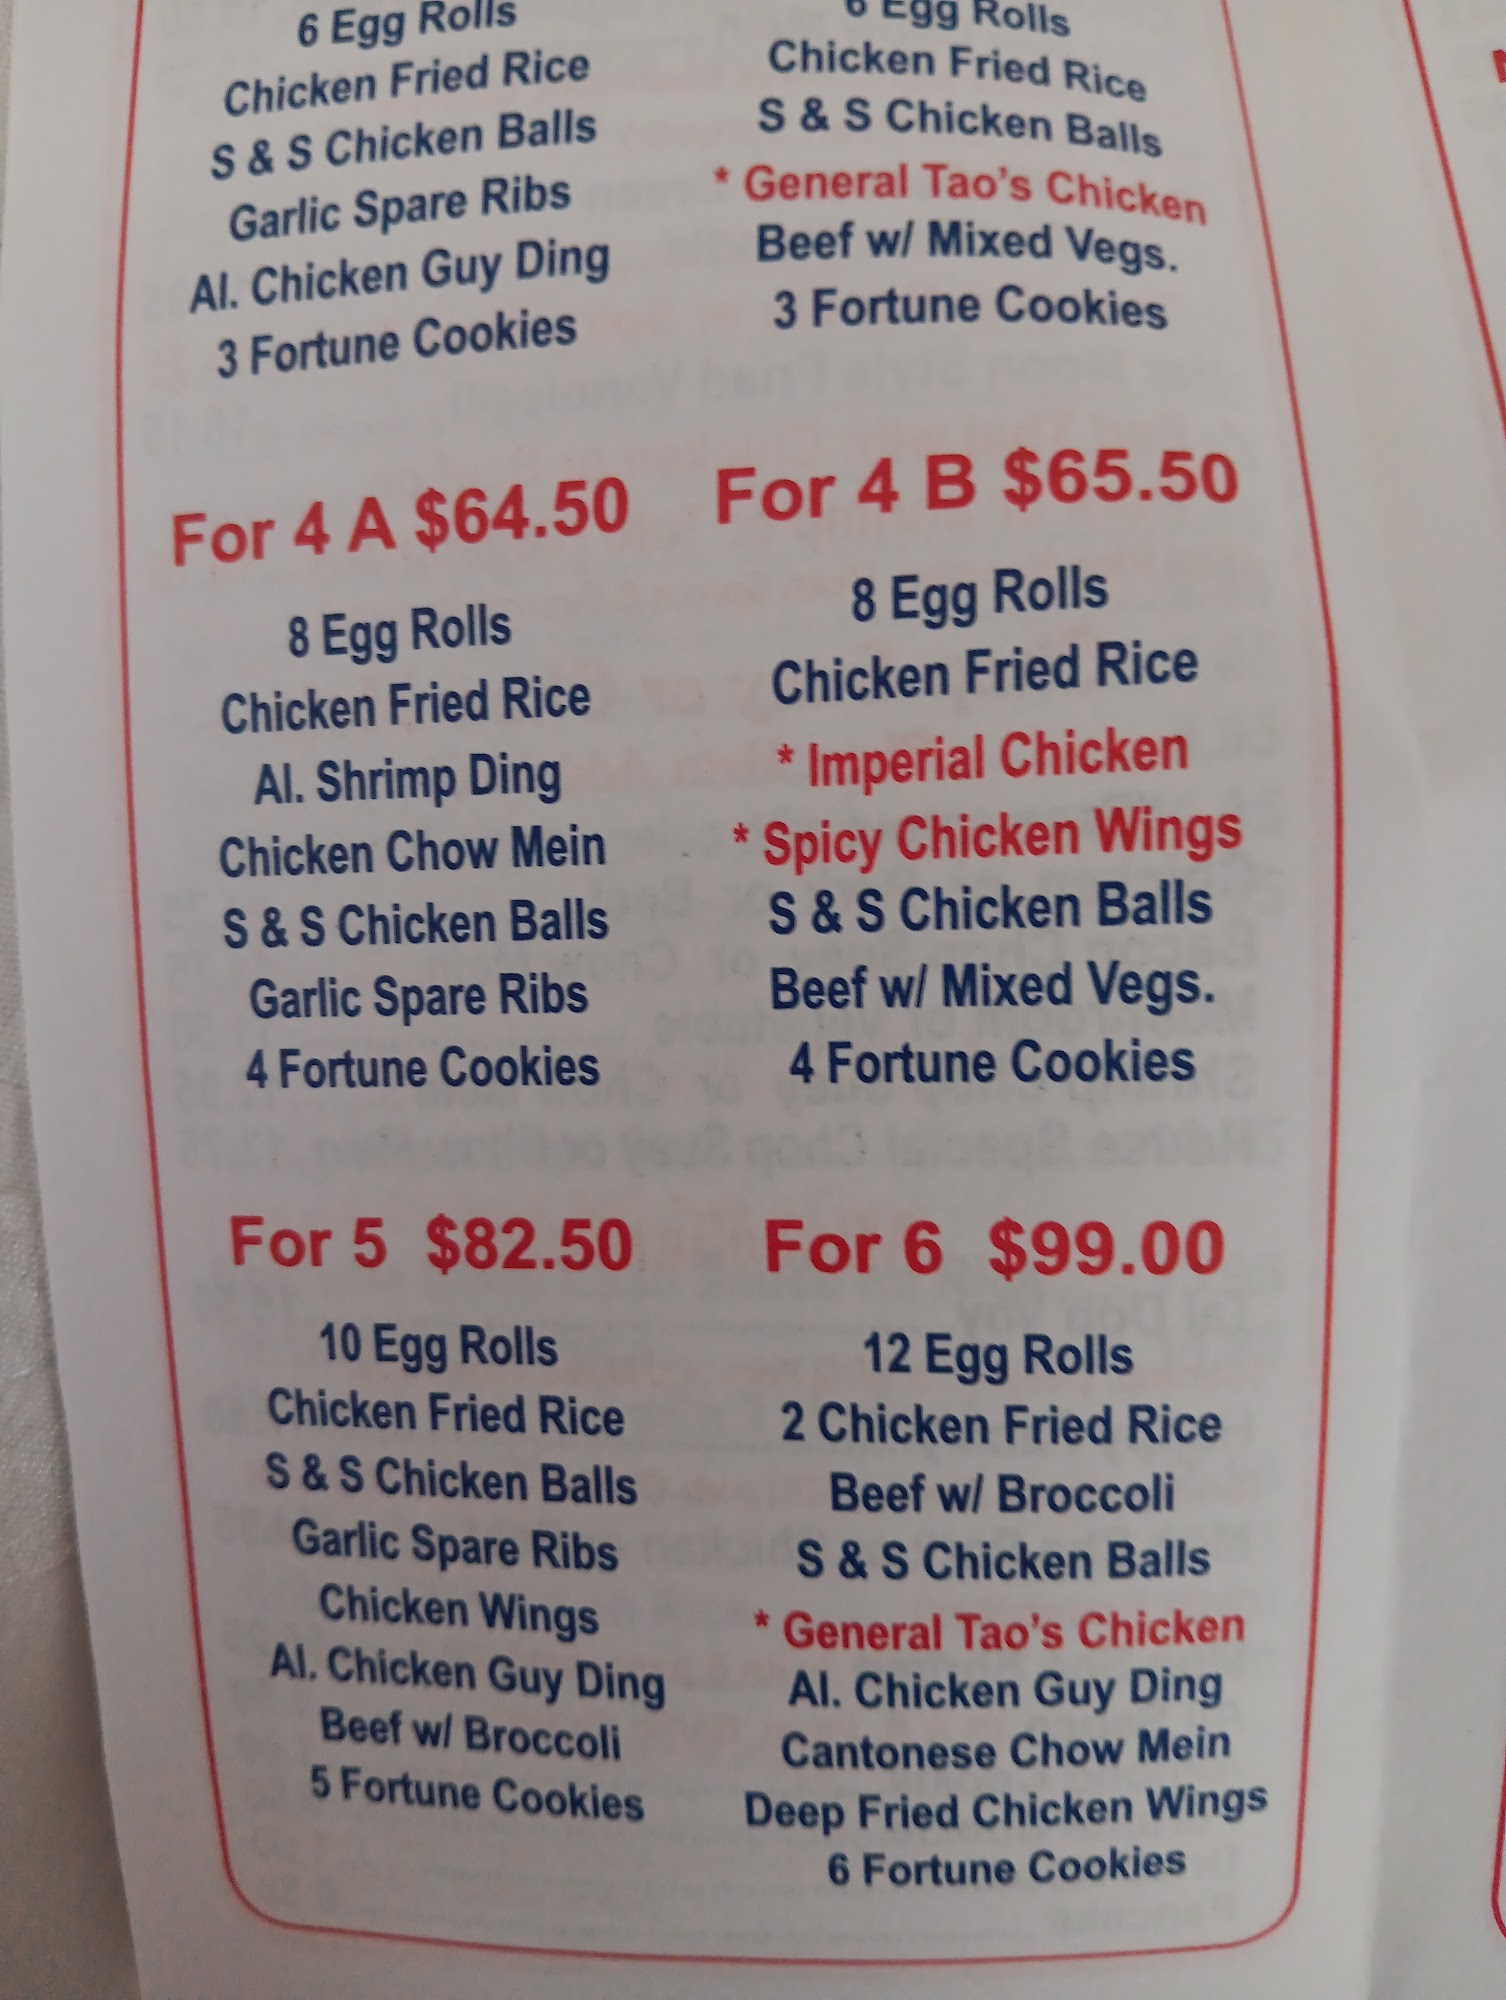 6 Egg Rolls
Chicken Fried Rice
S & S Chicken Balls
Garlic Spare Ribs
Al. Chicken Guy Ding
3 Fortune Cookies
6 Egg Rolls
Chicken Fried Rice
S & S Chicken Balls
* General Tao's Chicken
Beef w/ Mixed Vegs.
3 Fortune Cookies
For 4 A $64.50
8 Egg Rolls
Chicken Fried Rice
Al. Shrimp Ding
Chicken Chow Mein
S & S Chicken Balls
Garlic Spare Ribs
4 Fortune Cookies
For 4 B $65.50
8 Egg Rolls
Chicken Fried Rice
* Imperial Chicken
* Spicy Chicken Wings
S & S Chicken Balls
Beef w/ Mixed Vegs.
4 Fortune Cookies
For 5 $82.50
10 Egg Rolls
Chicken Fried Rice
S & S Chicken Balls
Garlic Spare Ribs
Chicken Wings
Al. Chicken Guy Ding
Beef w/ Broccoli
5 Fortune Cookies
For 6 $99.00
12 Egg Rolls
2 Chicken Fried Rice
Beef w/ Broccoli
S & S Chicken Balls
* General Tao's Chicken
Al. Chicken Guy Ding
Cantonese Chow Mein
Deep Fried Chicken Wings
6 Fortune Cookies